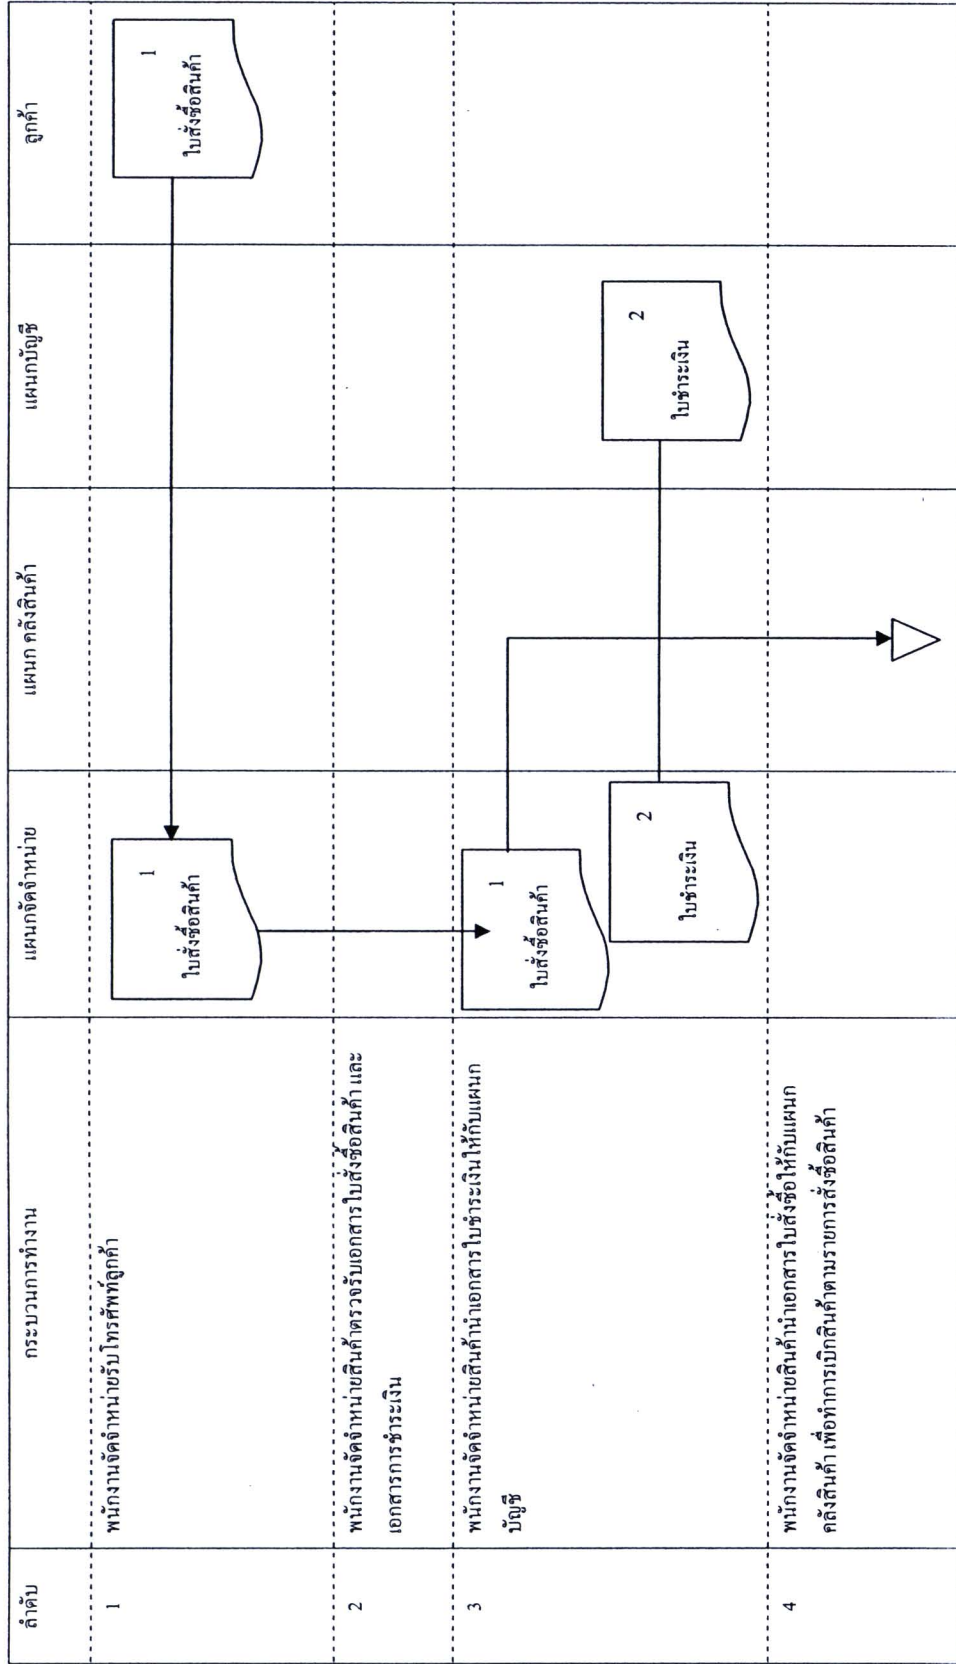 ลำดับ
กระบวนการทำงาน
แผนกจัดจำหน่าย
แผนก คลังสินค้า
แผนกบัญชี
ลูกค้า
1
พนักงานจัดจำหน่ายรับโทรศัพท์ลูกค้า
1
ใบสั่งซื้อสินค้า
1
ใบสั่งซื้อสินค้า
2
พนักงานจัดจำหน่ายสินค้าตรวจรับเอกสารใบสั่งซื้อสินค้า และ
เอกสารการชำระเงิน
3
พนักงานจัดจำหน่ายสินค้านำเอกสารใบชำระเงินให้กับแผนก
บัญชี
1
ใบสั่งซื้อสินค้า
2
ใบชำระเงิน
2
ใบชำระเงิน
4
พนักงานจัดจำหน่ายสินค้านำเอกสารใบสั่งซื้อให้กับแผนก
คลังสินค้า เพื่อทำการเบิกสินค้าตามรายการสั่งซื้อสินค้า